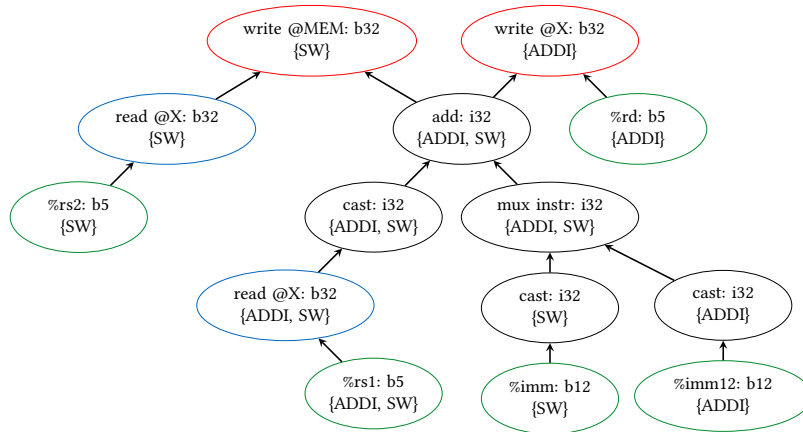 write @MEM: b32
{SW}
write @X: b32
{ADDI}
read @X: b32
{SW}
add: i32
{ADDI, SW}
%rd: b5
{ADDI}
%rs2: b5
{SW}
cast: i32
{ADDI, SW}
mux instr: i32
{ADDI, SW}
read @X: b32
{ADDI, SW}
cast: i32
{SW}
cast: i32
{ADDI}
%rs1: b5
{ADDI, SW}
%imm: b12
{SW}
%imm12: b12
{ADDI}